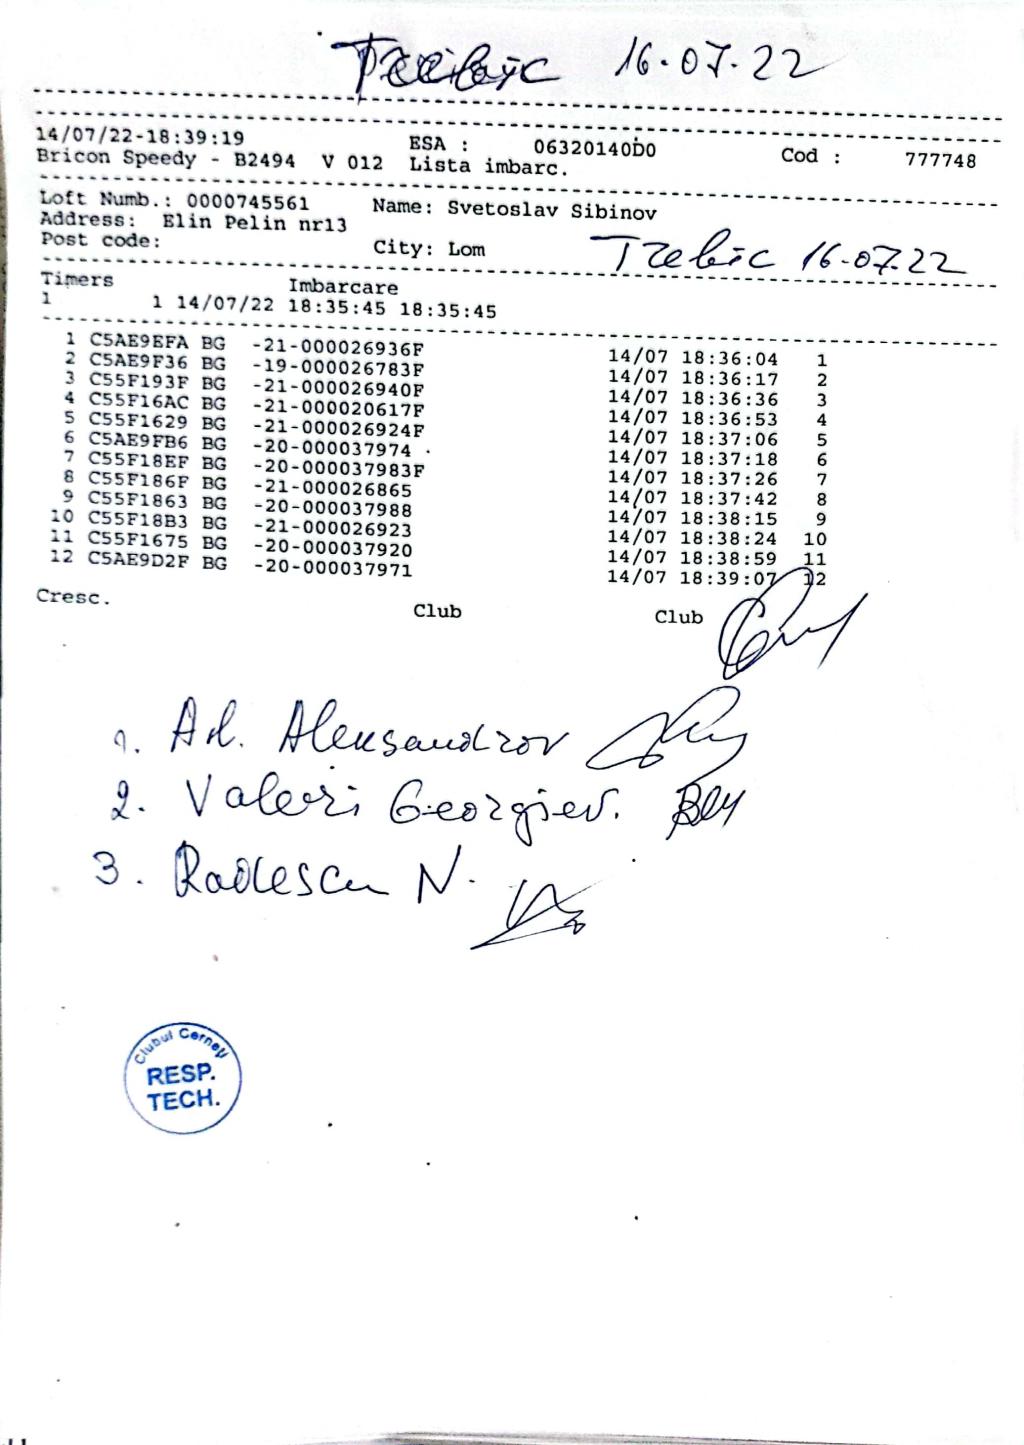 Trebic 16.07.22
14/07/22-18:39:19 ESA : 06320140D0 Cod : 777748
Bricon Speedy - B2494 V 012 Lista imbarc.
Loft Numb.: 0000745561 Name: Svetoslav Sibinov
Address: Elin Pelin nr13
Post code: City: Lom
Trebic 16.07.22
Timers Imbarcare
1 1 14/07/22 18:35:45 18:35:45
1 C5AE9EFA BG -21-000026936F 14/07 18:36:04 1
2 C5AE9F36 BG -19-000026783F 14/07 18:36:17 2
3 C55F193F BG -21-000026940F 14/07 18:36:36 3
4 C55F16AC BG -21-000020617F 14/07 18:36:53 4
5 C55F1629 BG -21-000026924F 14/07 18:37:06 5
6 C5AE9FB6 BG -20-000037974 14/07 18:37:18 6
7 C55F18EF BG -20-000037983F 14/07 18:37:26 7
8 C55F186F BG -21-000026865 14/07 18:37:42 8
9 C55F1863 BG -20-000037988 14/07 18:38:15 9
10 C55F18B3 BG -21-000026923 14/07 18:38:24 10
11 C55F1675 BG -20-000037920 14/07 18:38:59 11
12 C5AE9D2F BG -20-000037971 14/07 18:39:07 12
Cresc. Club Club
1. Al. Aleksandrov
2. Valeri Georgiev.
3. Radescu N.
Clubul Cerneți
RESP.
TECH.